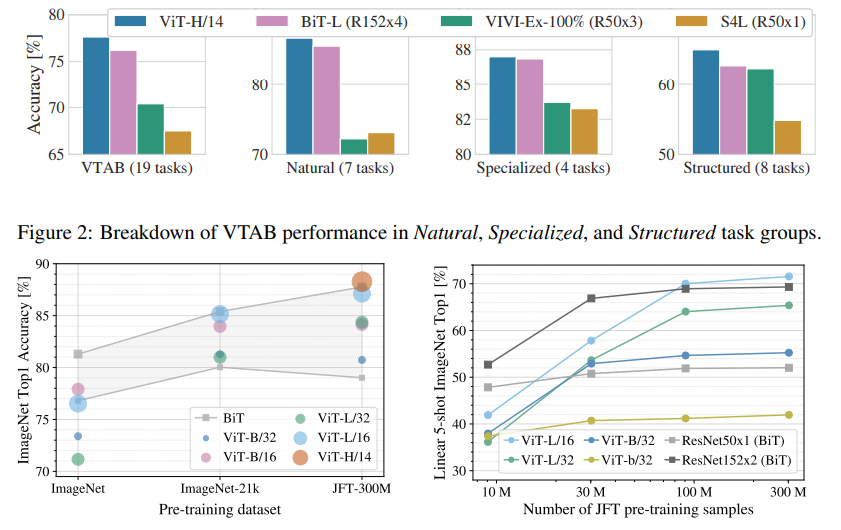 ViT-H/14 BiT-L (R152x4) VIVI-Ex-100% (R50x3) S4L (R50x1)
Accuracy [%]
80
75
70
65
VTAB (19 tasks)
80
70
Natural (7 tasks)
88
85
82
80
Specialized (4 tasks)
60
50
Structured (8 tasks)
Figure 2: Breakdown of VTAB performance in Natural, Specialized, and Structured task groups.
ImageNet Top1 Accuracy [%]
90
85
80
75
70
BiT ViT-L/32
ViT-B/32 ViT-L/16
ViT-B/16 ViT-H/14
ImageNet ImageNet-21k JFT-300M
Pre-training dataset
Linear 5-shot ImageNet Top1 [%]
70
60
50
40
30
ViT-L/16 ViT-B/32 ResNet50x1 (BiT)
ViT-L/32 ViT-b/32 ResNet152x2 (BiT)
10 M 30 M 100 M 300 M
Number of JFT pre-training samples